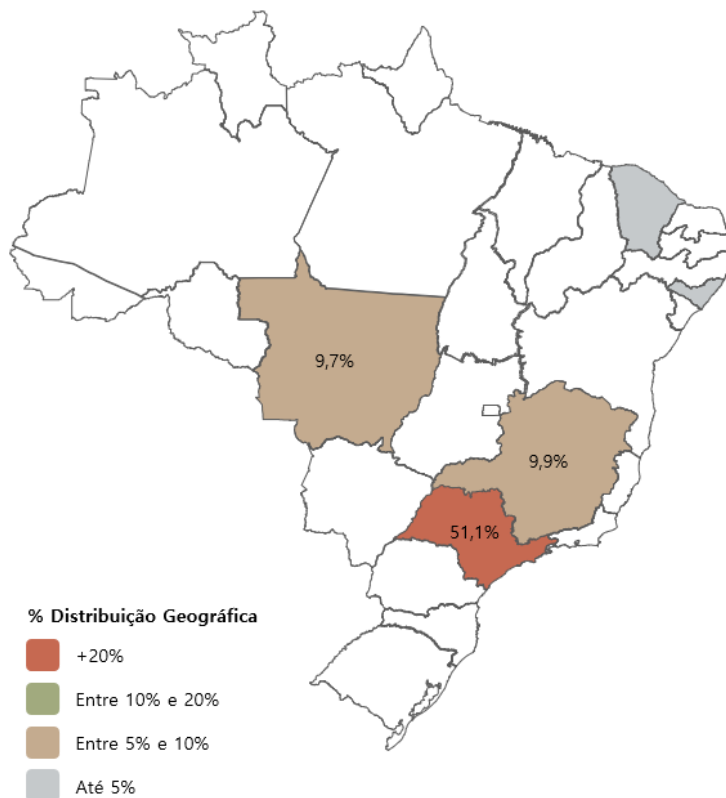 9,7%
9,9%
51,1%
% Distribuição Geográfica
+20%
Entre 10% e 20%
Entre 5% e 10%
Até 5%